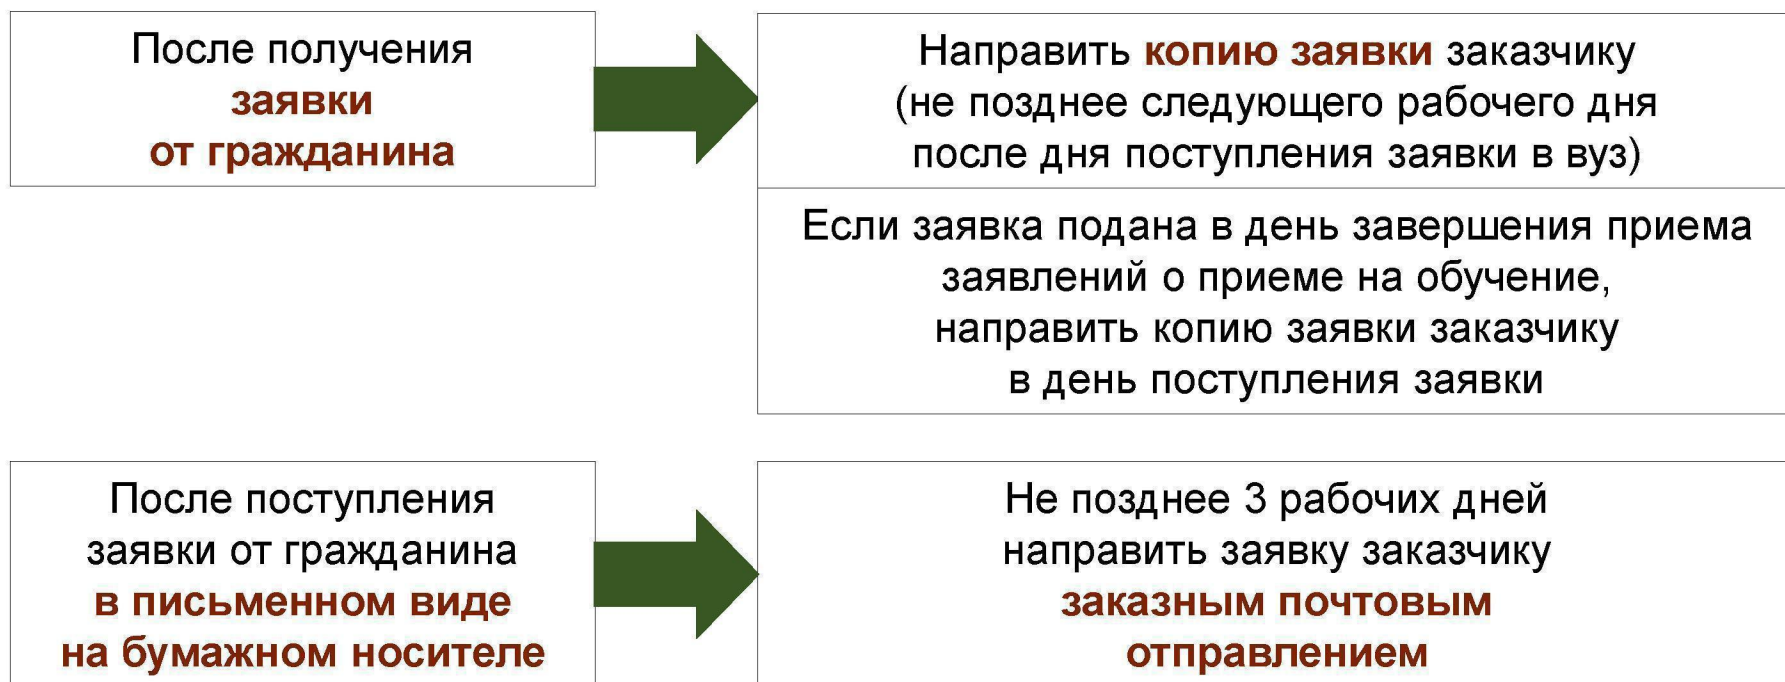 После получения
заявки
от гражданина
Направить копию заявки заказчику
(не позднее следующего рабочего дня
после дня поступления заявки в вуз)
Если заявка подана в день завершения приема
заявлений о приеме на обучение,
направить копию заявки заказчику
в день поступления заявки
После поступления
заявки от гражданина
в письменном виде
на бумажном носителе
Не позднее 3 рабочих дней
направить заявку заказчику
заказным почтовым
отправлением